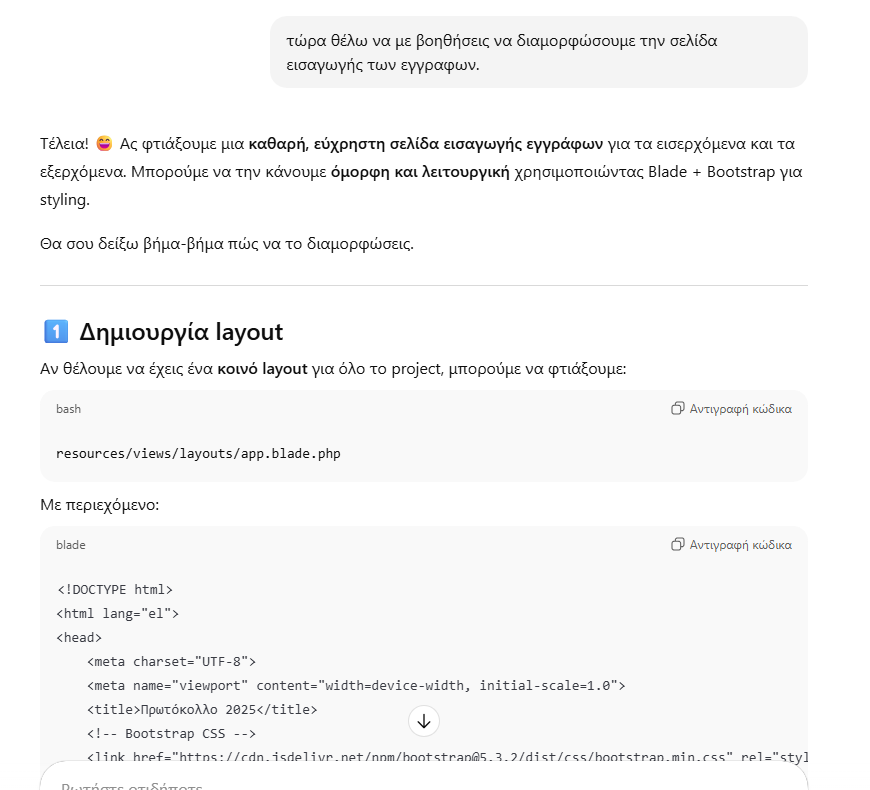 τώρα θέλω να με βοηθήσεις να διαμορφώσουμε την σελίδα
εισαγωγής των εγγραφων.
Τέλεια! 😄 Ας φτιάξουμε μια καθαρή, εύχρηστη σελίδα εισαγωγής εγγράφων για τα εισερχόμενα και τα
εξερχόμενα. Μπορούμε να την κάνουμε όμορφη και λειτουργική χρησιμοποιώντας Blade + Bootstrap για
styling.
Θα σου δείξω βήμα-βήμα πώς να το διαμορφώσεις.
1️⃣ Δημιουργία layout
Αν θέλουμε να έχεις ένα κοινό layout για όλο το project, μπορούμε να φτιάξουμε:
bash
Αντιγραφή κώδικα
resources/views/layouts/app.blade.php
Με περιεχόμενο:
blade
Αντιγραφή κώδικα
<!DOCTYPE html>
<html lang="el">
<head>
    <meta charset="UTF-8">
    <meta name="viewport" content="width=device-width, initial-scale=1.0">
    <title>Πρωτόκολλο 2025</title>
    <!-- Bootstrap CSS -->
    <link href="https://cdn.jsdelivr.net/npm/bootstrap@5.3.2/dist/css/bootstrap.min.css" rel="styl
Ρωτήστε οτιδήποτε